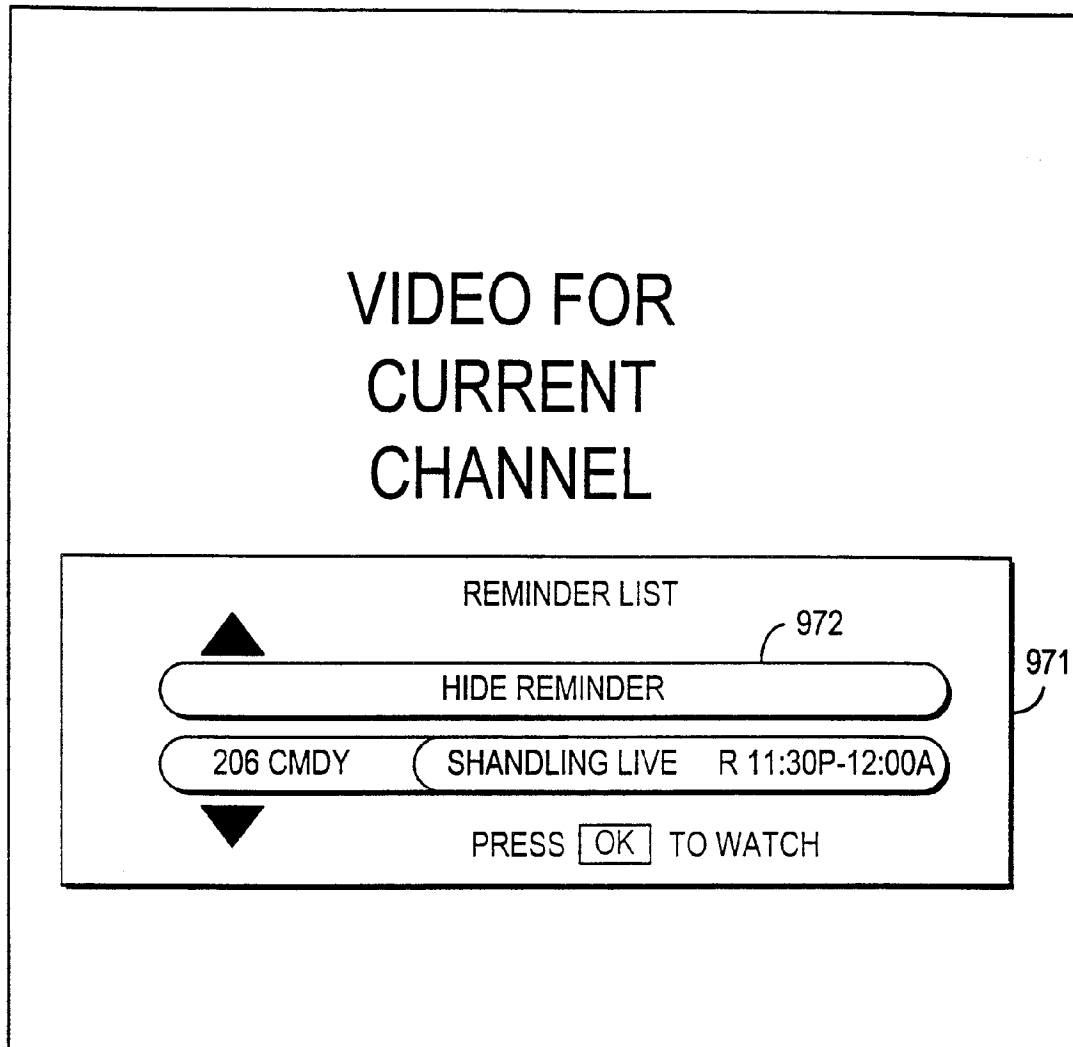 VIDEO FOR
CURRENT
CHANNEL
REMINDER LIST
972
971
HIDE REMINDER
206 CMDY SHANDLING LIVE R 11:30P-12:00A
PRESS OK TO WATCH